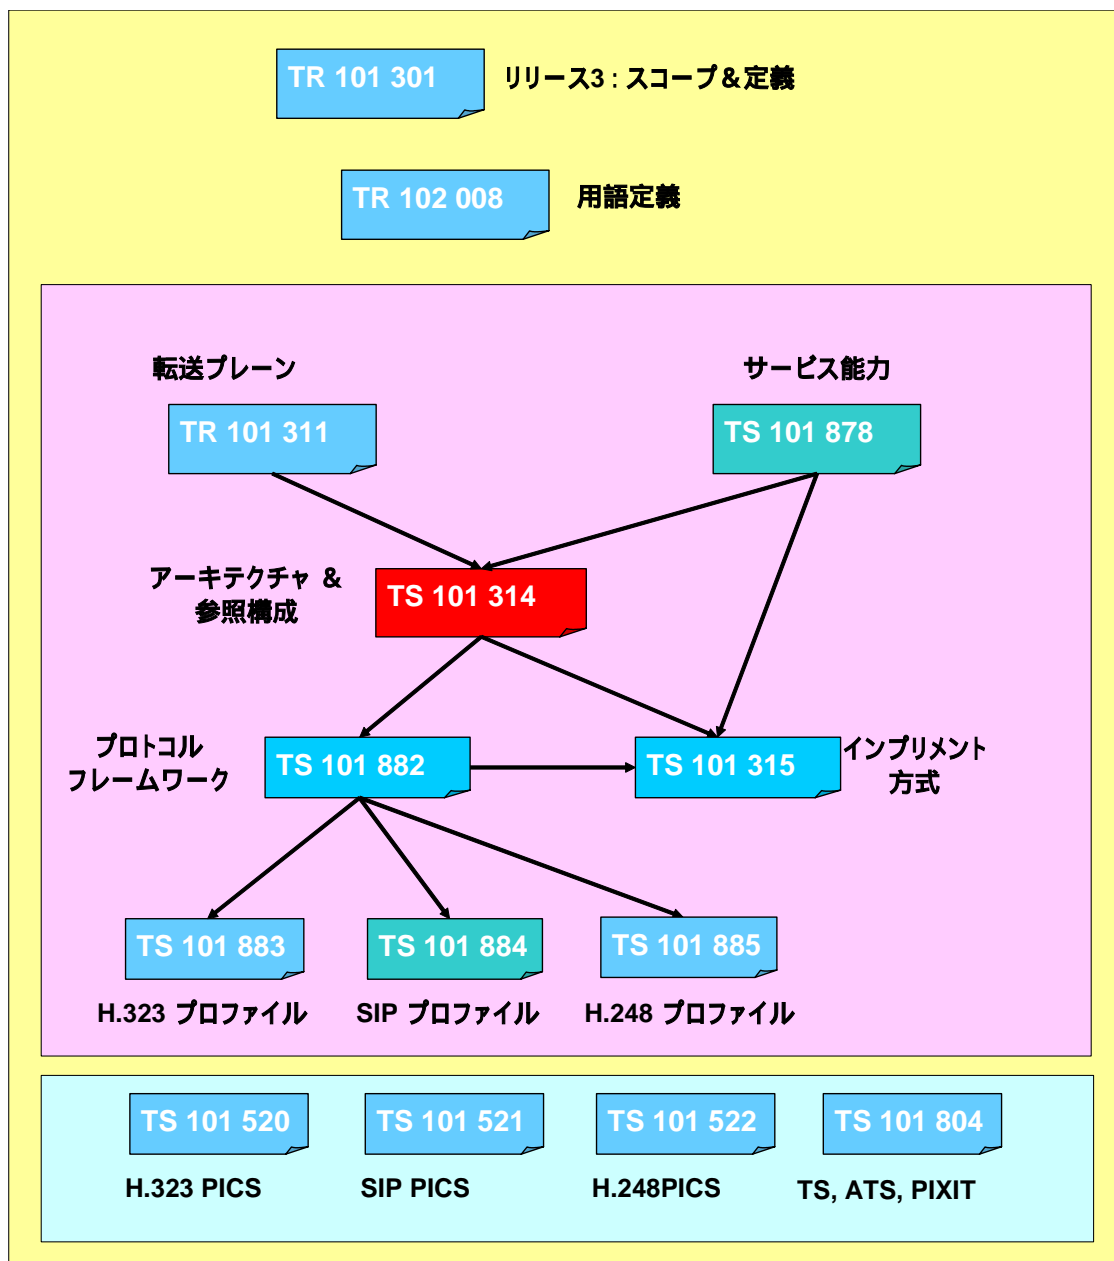 TR 101 301
リリース3 : スコープ＆定義
TR 102 008
用語定義
転送プレーン
サービス能力
TR 101 311
TS 101 878
アーキテクチャ ＆
参照構成
TS 101 314
プロトコル
フレームワーク
TS 101 882
TS 101 315
インプリメント
方式
TS 101 883
TS 101 884
TS 101 885
H.323 プロファイル
SIP プロファイル
H.248 プロファイル
TS 101 520
TS 101 521
TS 101 522
TS 101 804
H.323 PICS
SIP PICS
H.248PICS
TS, ATS, PIXIT